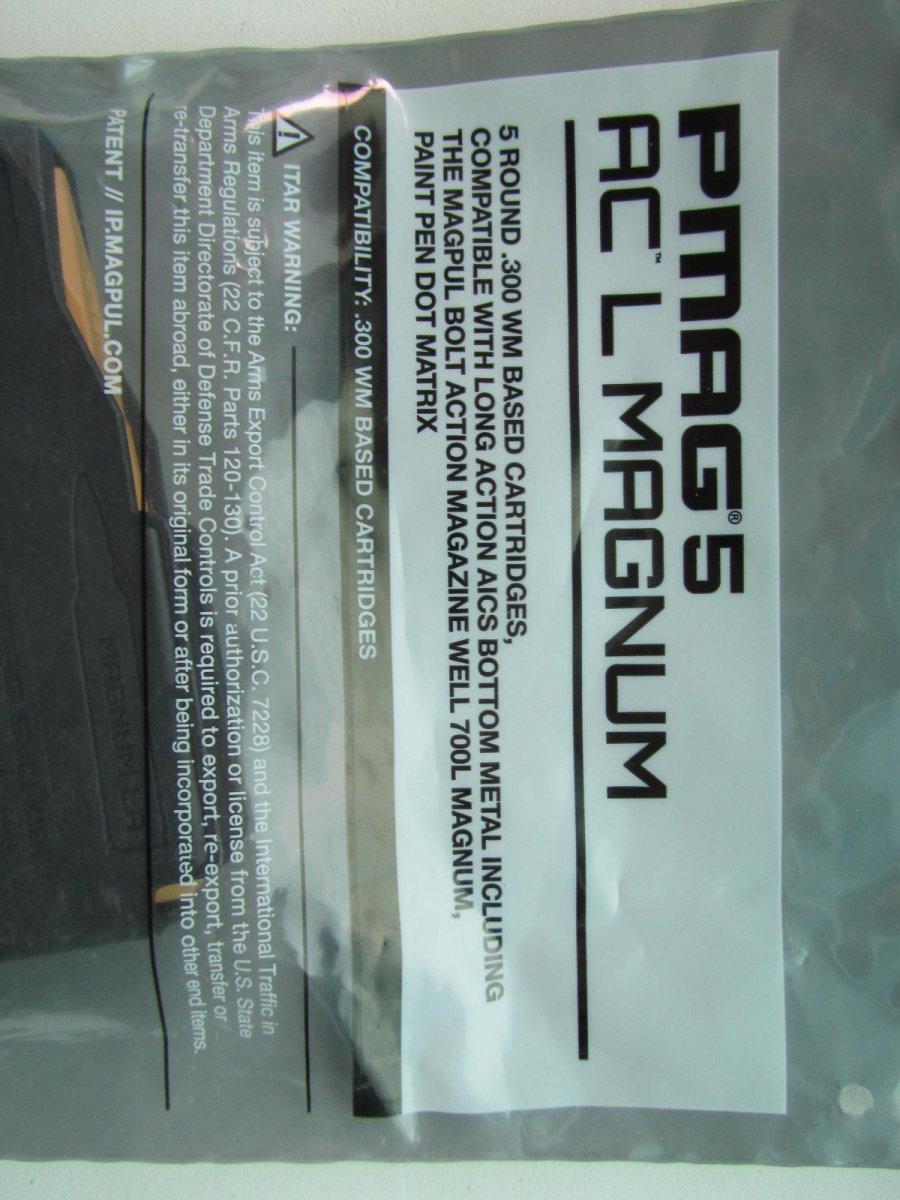 PMAG® 5
AC™ L MAGNUM
5 ROUND .300 WM BASED CARTRIDGES,
COMPATIBLE WITH LONG ACTION AICS BOTTOM METAL INCLUDING
THE MAGPUL BOLT ACTION MAGAZINE WELL 700L MAGNUM,
PAINT PEN DOT MATRIX
COMPATIBILITY: .300 WM BASED CARTRIDGES
ITAR WARNING:
This item is subject to the Arms Export Control Act (22 U.S.C. 7228) and the International Traffic in
Arms Regulations (22 C.F.R. Parts 120-130). A prior authorization or license from the U.S. State
Department Directorate of Defense Trade Controls is required to export, re-export, transfer or
re-transfer this item abroad, either in its original form or after being incorporated into other end items.
PATENT // IP.MAGPUL.COM
MAGNUM